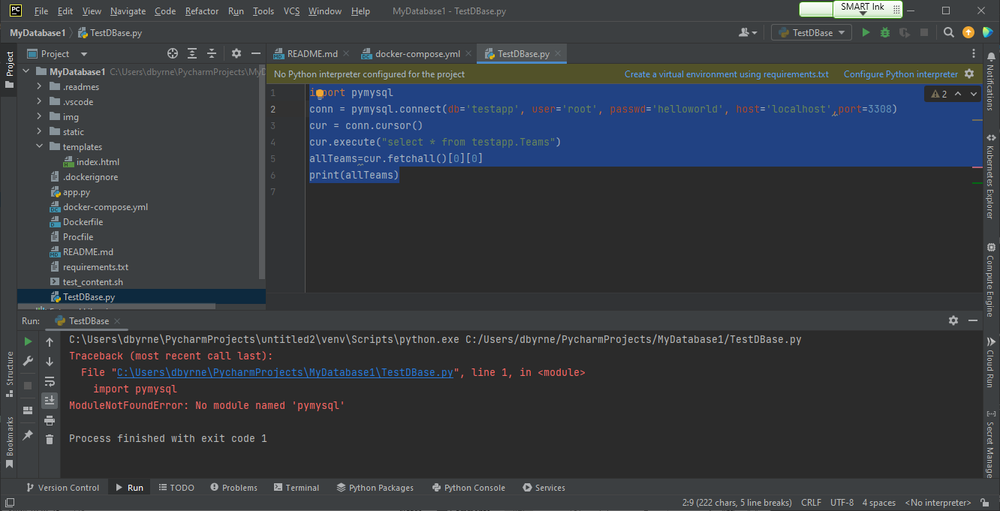 PC File Edit View Navigate Code Refactor Run Tools VCS Window Help MyDatabase1 - TestDBase.py SMART Ink
MyDatabase1 TestDBase.py TestDBase
Project
Project
README.md docker-compose.yml TestDBase.py
MyDatabase1 C:\Users\dbyrne\PycharmProjects\MyD
No Python interpreter configured for the project Create a virtual environment using requirements.txt Configure Python interpreter
.readmes
.vscode
img
static
templates
index.html
.dockerignore
app.py
docker-compose.yml
Dockerfile
Procfile
README.md
requirements.txt
test_content.sh
TestDBase.py
1 import pymysql
2 conn = pymysql.connect(db='testapp', user='root', passwd='helloworld', host='localhost',port=3308)
3 cur = conn.cursor()
4 cur.execute("select * from testapp.Teams")
5 allTeams=cur.fetchall()[0][0]
6 print(allTeams)
7
2
Notifications
Kubernetes Explorer
Compute Engine
Cloud Run
Secret Manage
Run: TestDBase
C:\Users\dbyrne\PycharmProjects\untitled2\venv\Scripts\python.exe C:/Users/dbyrne/PycharmProjects/MyDatabase1/TestDBase.py
Traceback (most recent call last):
File "C:\Users\dbyrne\PycharmProjects\MyDatabase1\TestDBase.py", line 1, in <module>
import pymysql
ModuleNotFoundError: No module named 'pymysql'
Process finished with exit code 1
Structure
Bookmarks
Version Control Run TODO Problems Terminal Python Packages Python Console Services
2:9 (222 chars, 5 line breaks) CRLF UTF-8 4 spaces <No interpreter>